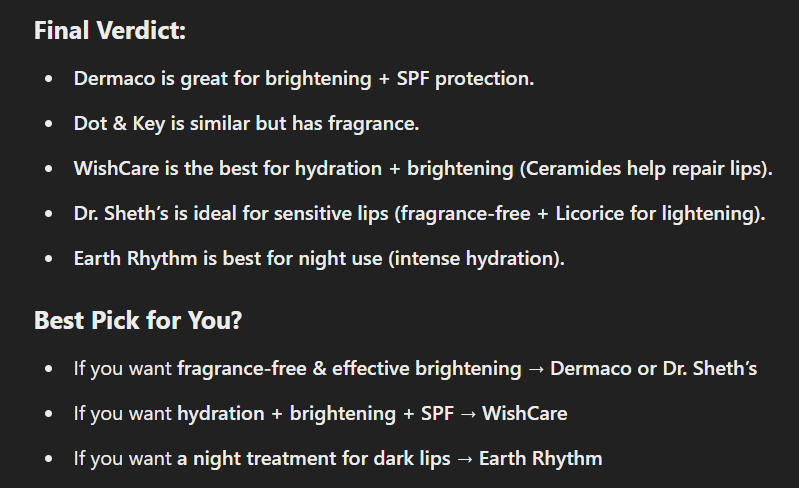 Final Verdict:
• Dermaco is great for brightening + SPF protection.
• Dot & Key is similar but has fragrance.
• WishCare is the best for hydration + brightening (Ceramides help repair lips).
• Dr. Sheth’s is ideal for sensitive lips (fragrance-free + Licorice for lightening).
• Earth Rhythm is best for night use (intense hydration).
Best Pick for You?
• If you want fragrance-free & effective brightening → Dermaco or Dr. Sheth’s
• If you want hydration + brightening + SPF → WishCare
• If you want a night treatment for dark lips → Earth Rhythm